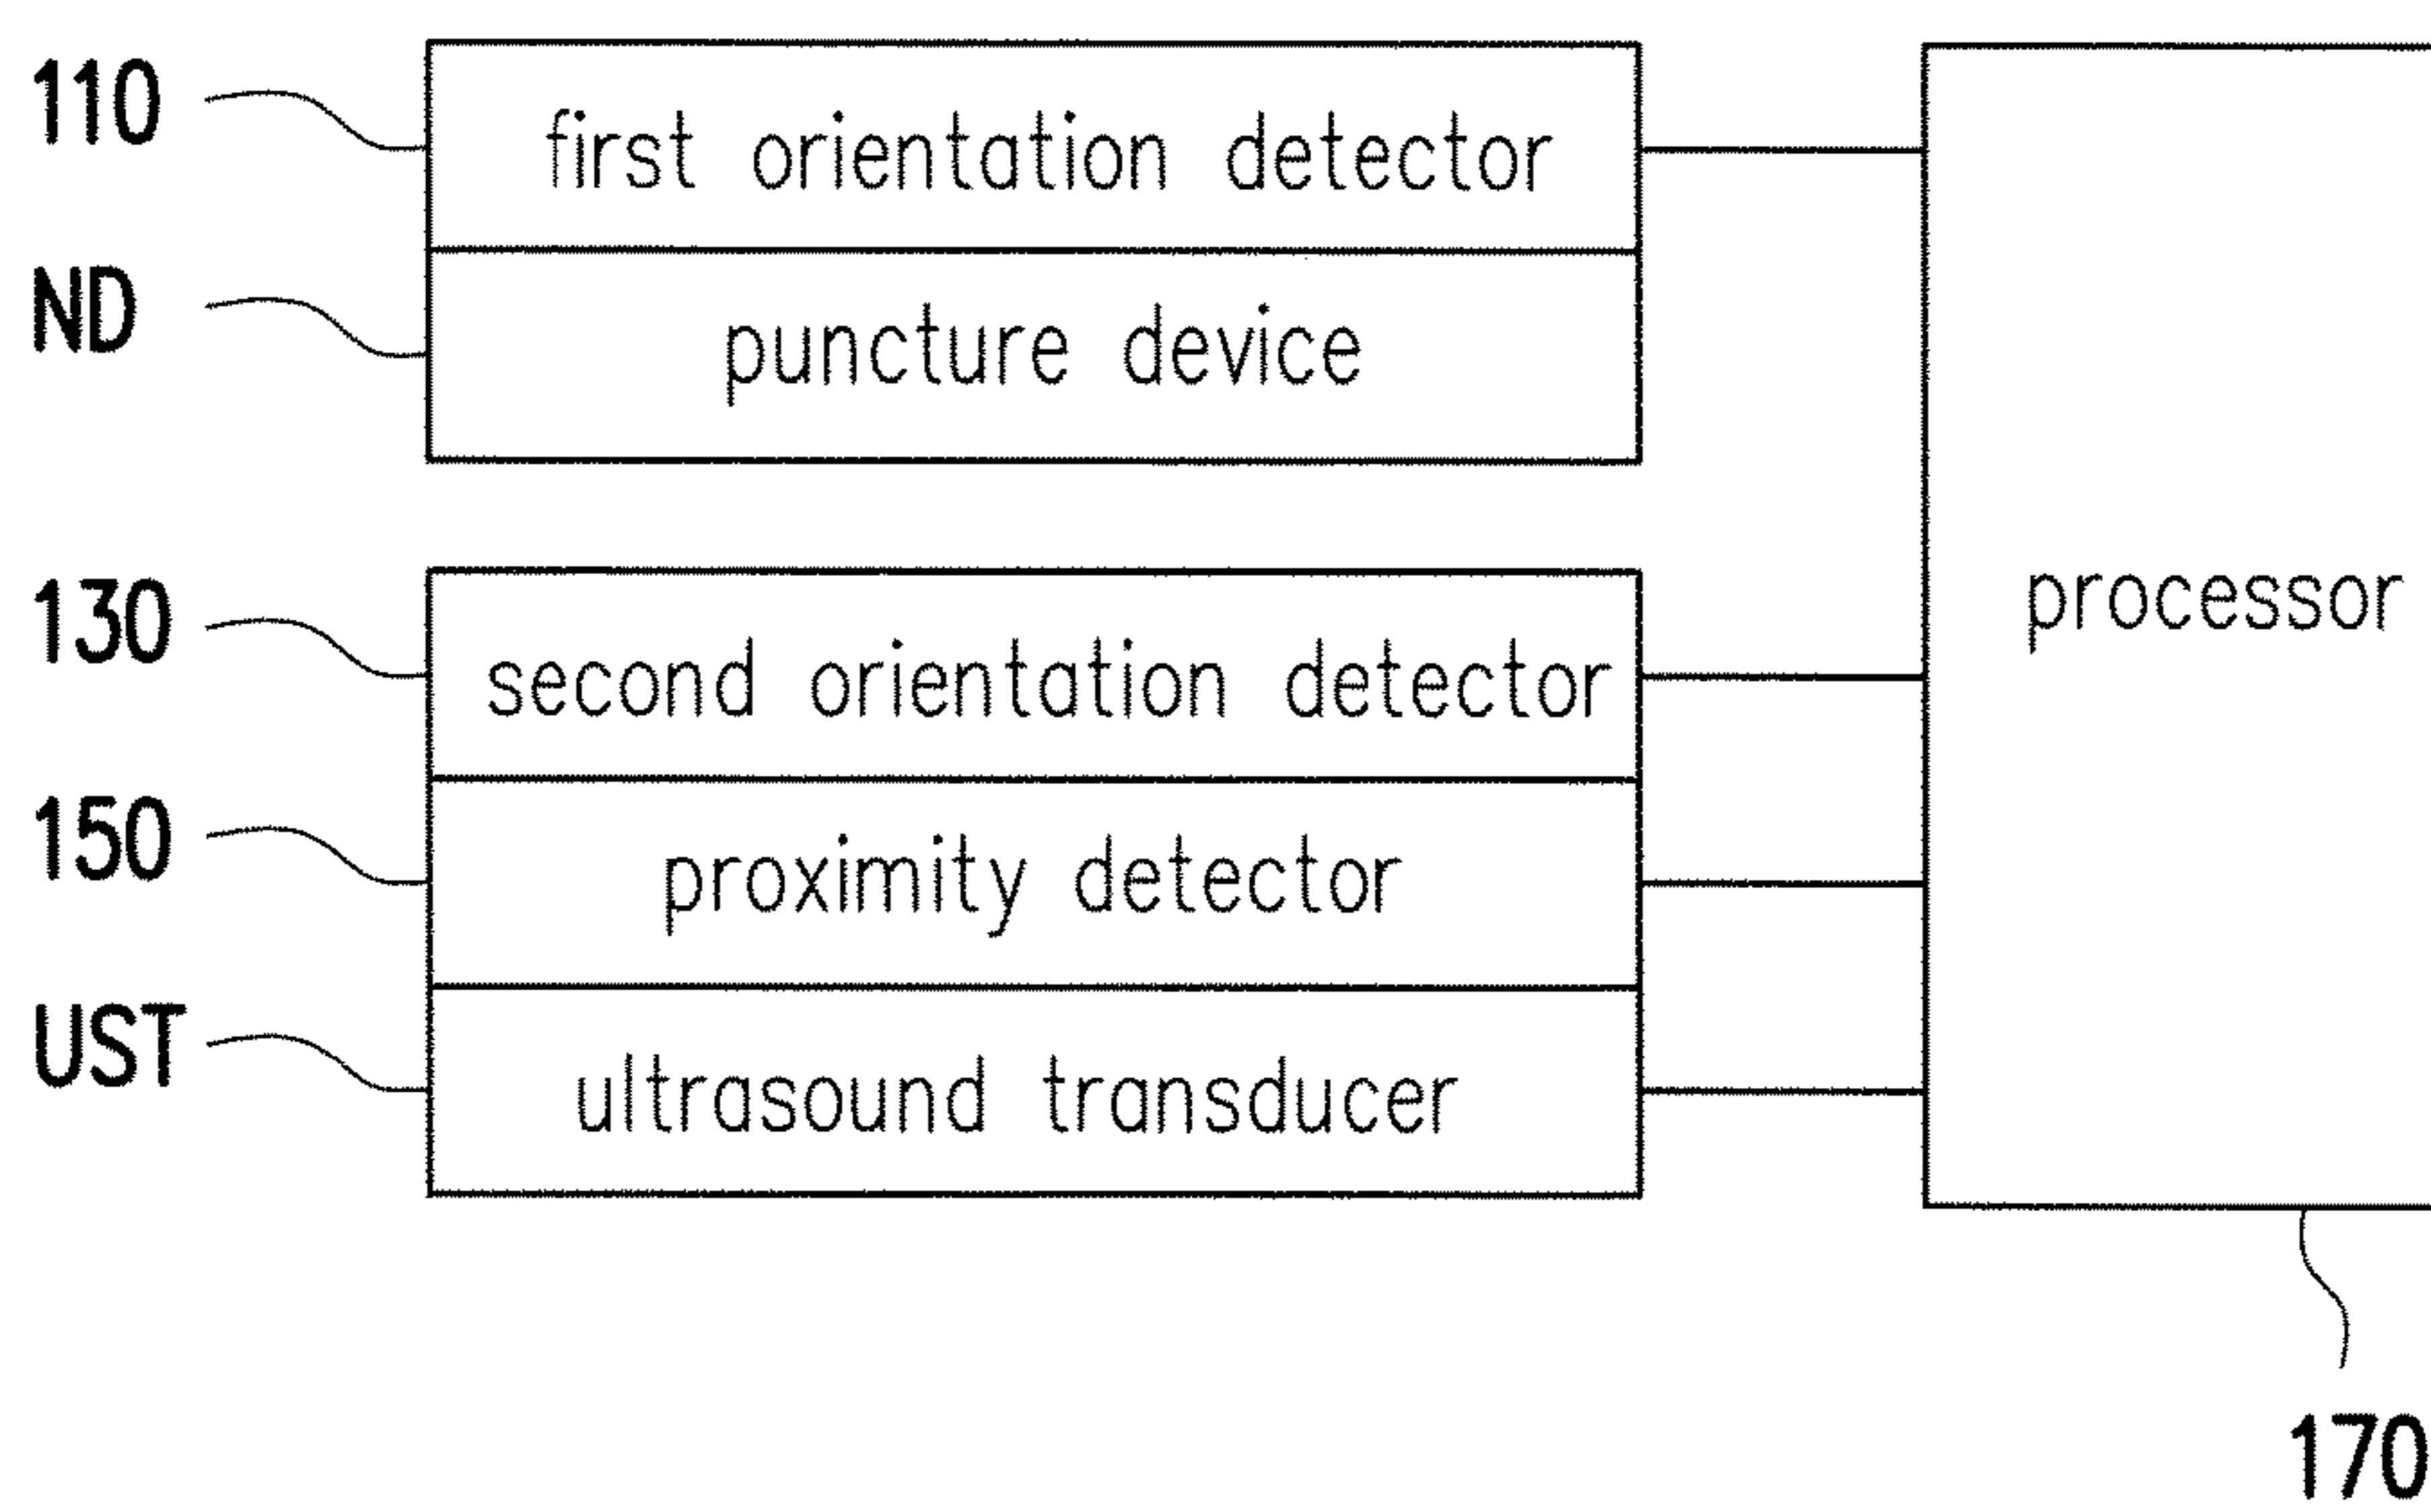 110
first orientation detector
ND
puncture device
130
second orientation detector
processor
150
proximity detector
UST
ultrasound transducer
170